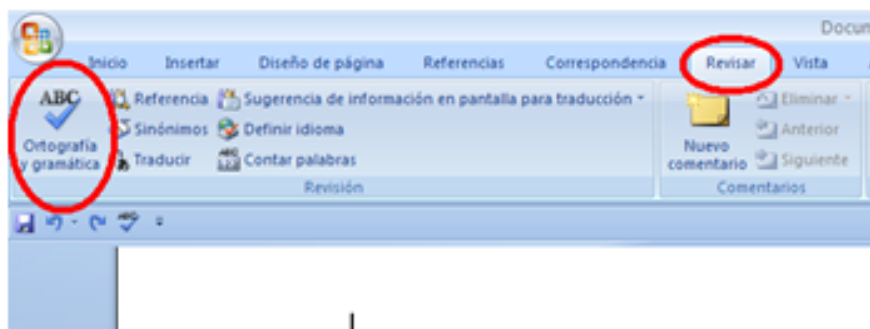 Docu
Inicio Insertar Diseño de página Referencias Correspondencia Revisar Vista
ABC Referencia Sugerencia de información en pantalla para traducción Eliminar
Sinónimos Definir idioma Anterior
Ortografía y gramática Traducir Contar palabras Nuevo comentario Siguiente
Revisión Comentarios